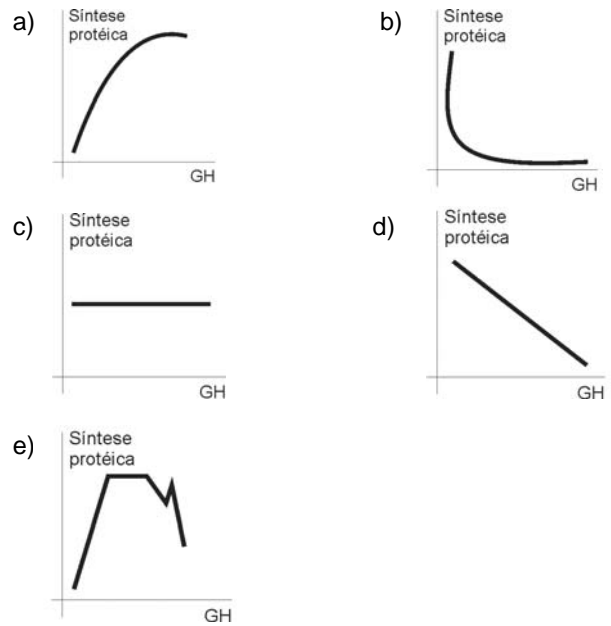 a)
Síntese
protéica
GH
b)
Síntese
protéica
GH
c)
Síntese
protéica
GH
d)
Síntese
protéica
GH
e)
Síntese
protéica
GH